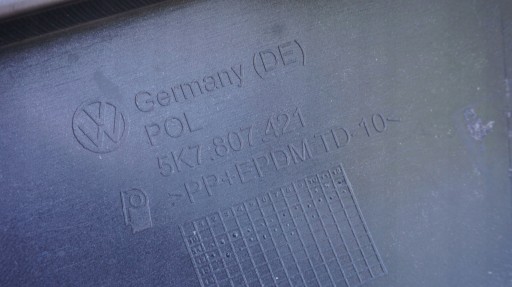 Germany (DE)
POL
5K7.807.421
>PP+EPDM-TD-10<